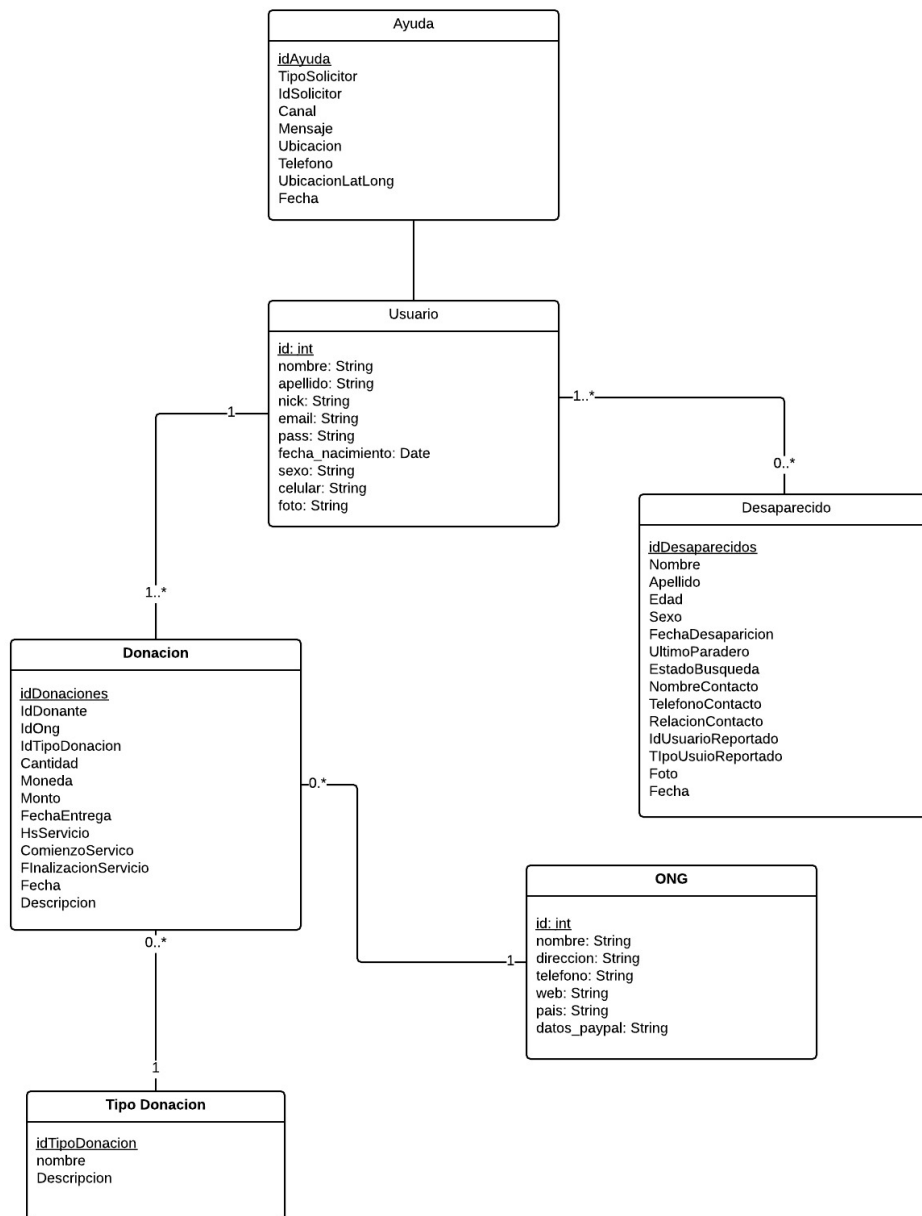 Ayuda
idAyuda
TipoSolicitor
IdSolicitor
Canal
Mensaje
Ubicacion
Telefono
UbicacionLatLong
Fecha
Usuario
id: int
nombre: String
apellido: String
nick: String
email: String
pass: String
fecha_nacimiento: Date
sexo: String
celular: String
foto: String
1
1..*
1..*
0..*
Desaparecido
idDesaparecidos
Nombre
Apellido
Edad
Sexo
FechaDesaparicion
UltimoParadero
EstadoBusqueda
NombreContacto
TelefonoContacto
RelacionContacto
IdUsuarioReportado
TIpoUsuioReportado
Foto
Fecha
Donacion
idDonaciones
IdDonante
IdOng
IdTipoDonacion
Cantidad
Moneda
Monto
FechaEntrega
HsServicio
ComienzoServico
FInalizacionServicio
Fecha
Descripcion
0.*
1
ONG
id: int
nombre: String
direccion: String
telefono: String
web: String
pais: String
datos_paypal: String
0..*
1
Tipo Donacion
idTipoDonacion
nombre
Descripcion